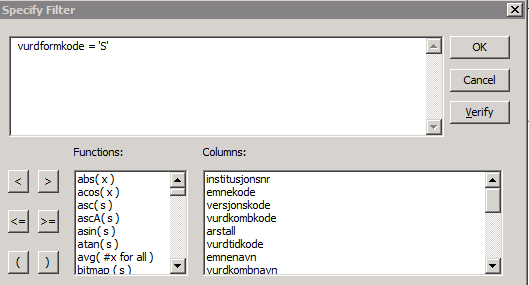 Specify Filter
vurdformkode = 'S'
OK
Cancel
Verify
Functions:
Columns:
< >
<= >=
( )
abs( x )
acos( x )
asc( s )
ascA( s )
asin( s )
atan( s )
avg( #x for all )
bitmap ( s )
institusjonsnr
emnekode
versjonskode
vurdkombkode
arstall
vurdtidkode
emnenavn
vurdkombnavn